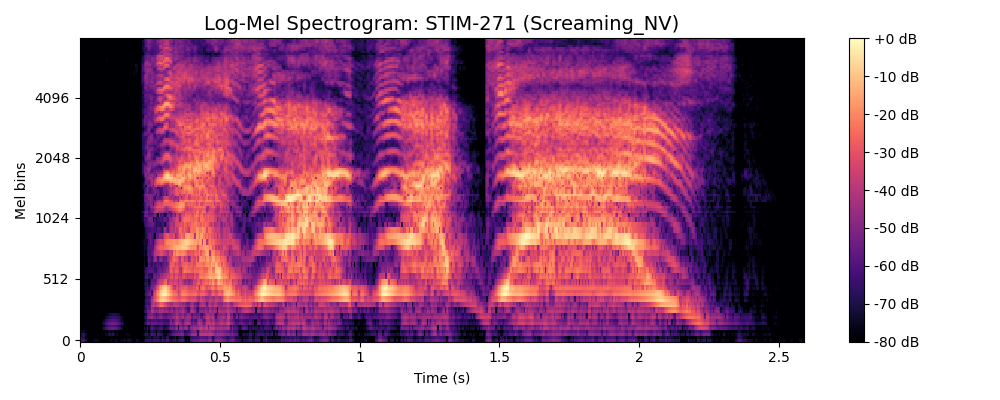 Log-Mel Spectrogram: STIM-271 (Screaming_NV)
Mel bins
4096
2048
1024
512
0
0
0.5
1
1.5
2
2.5
Time (s)
+0 dB
-10 dB
-20 dB
-30 dB
-40 dB
-50 dB
-60 dB
-70 dB
-80 dB